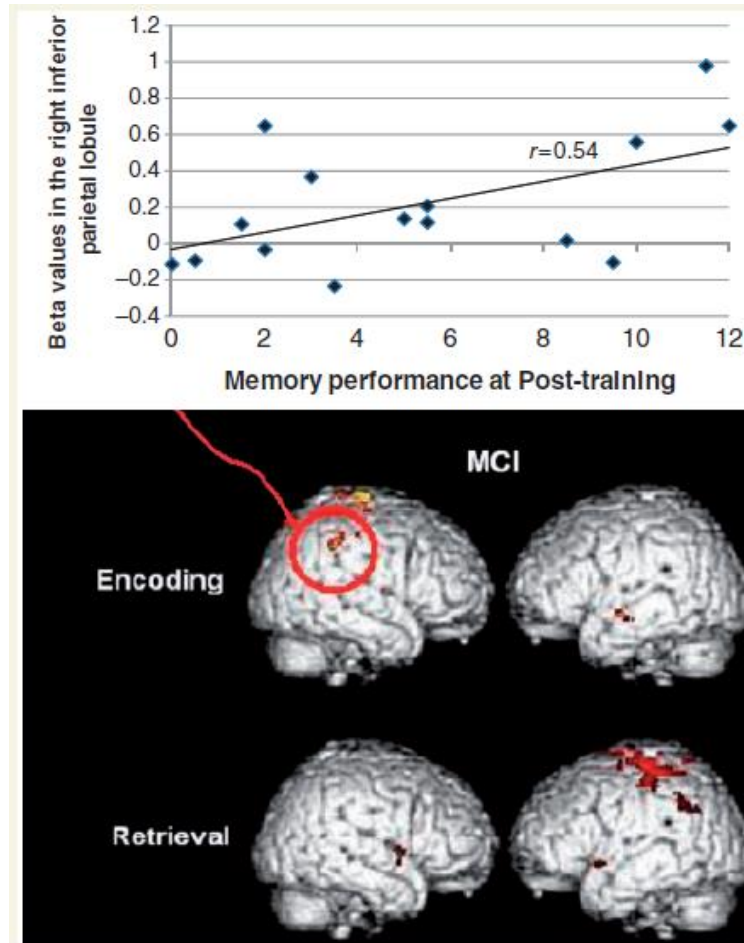 1.2
1
0.8
0.6
0.4
0.2
0
−0.2
−0.4
Beta values in the right inferior
parietal lobule
r=0.54
0 2 4 6 8 10 12
Memory performance at Post-training
MCI
Encoding
Retrieval